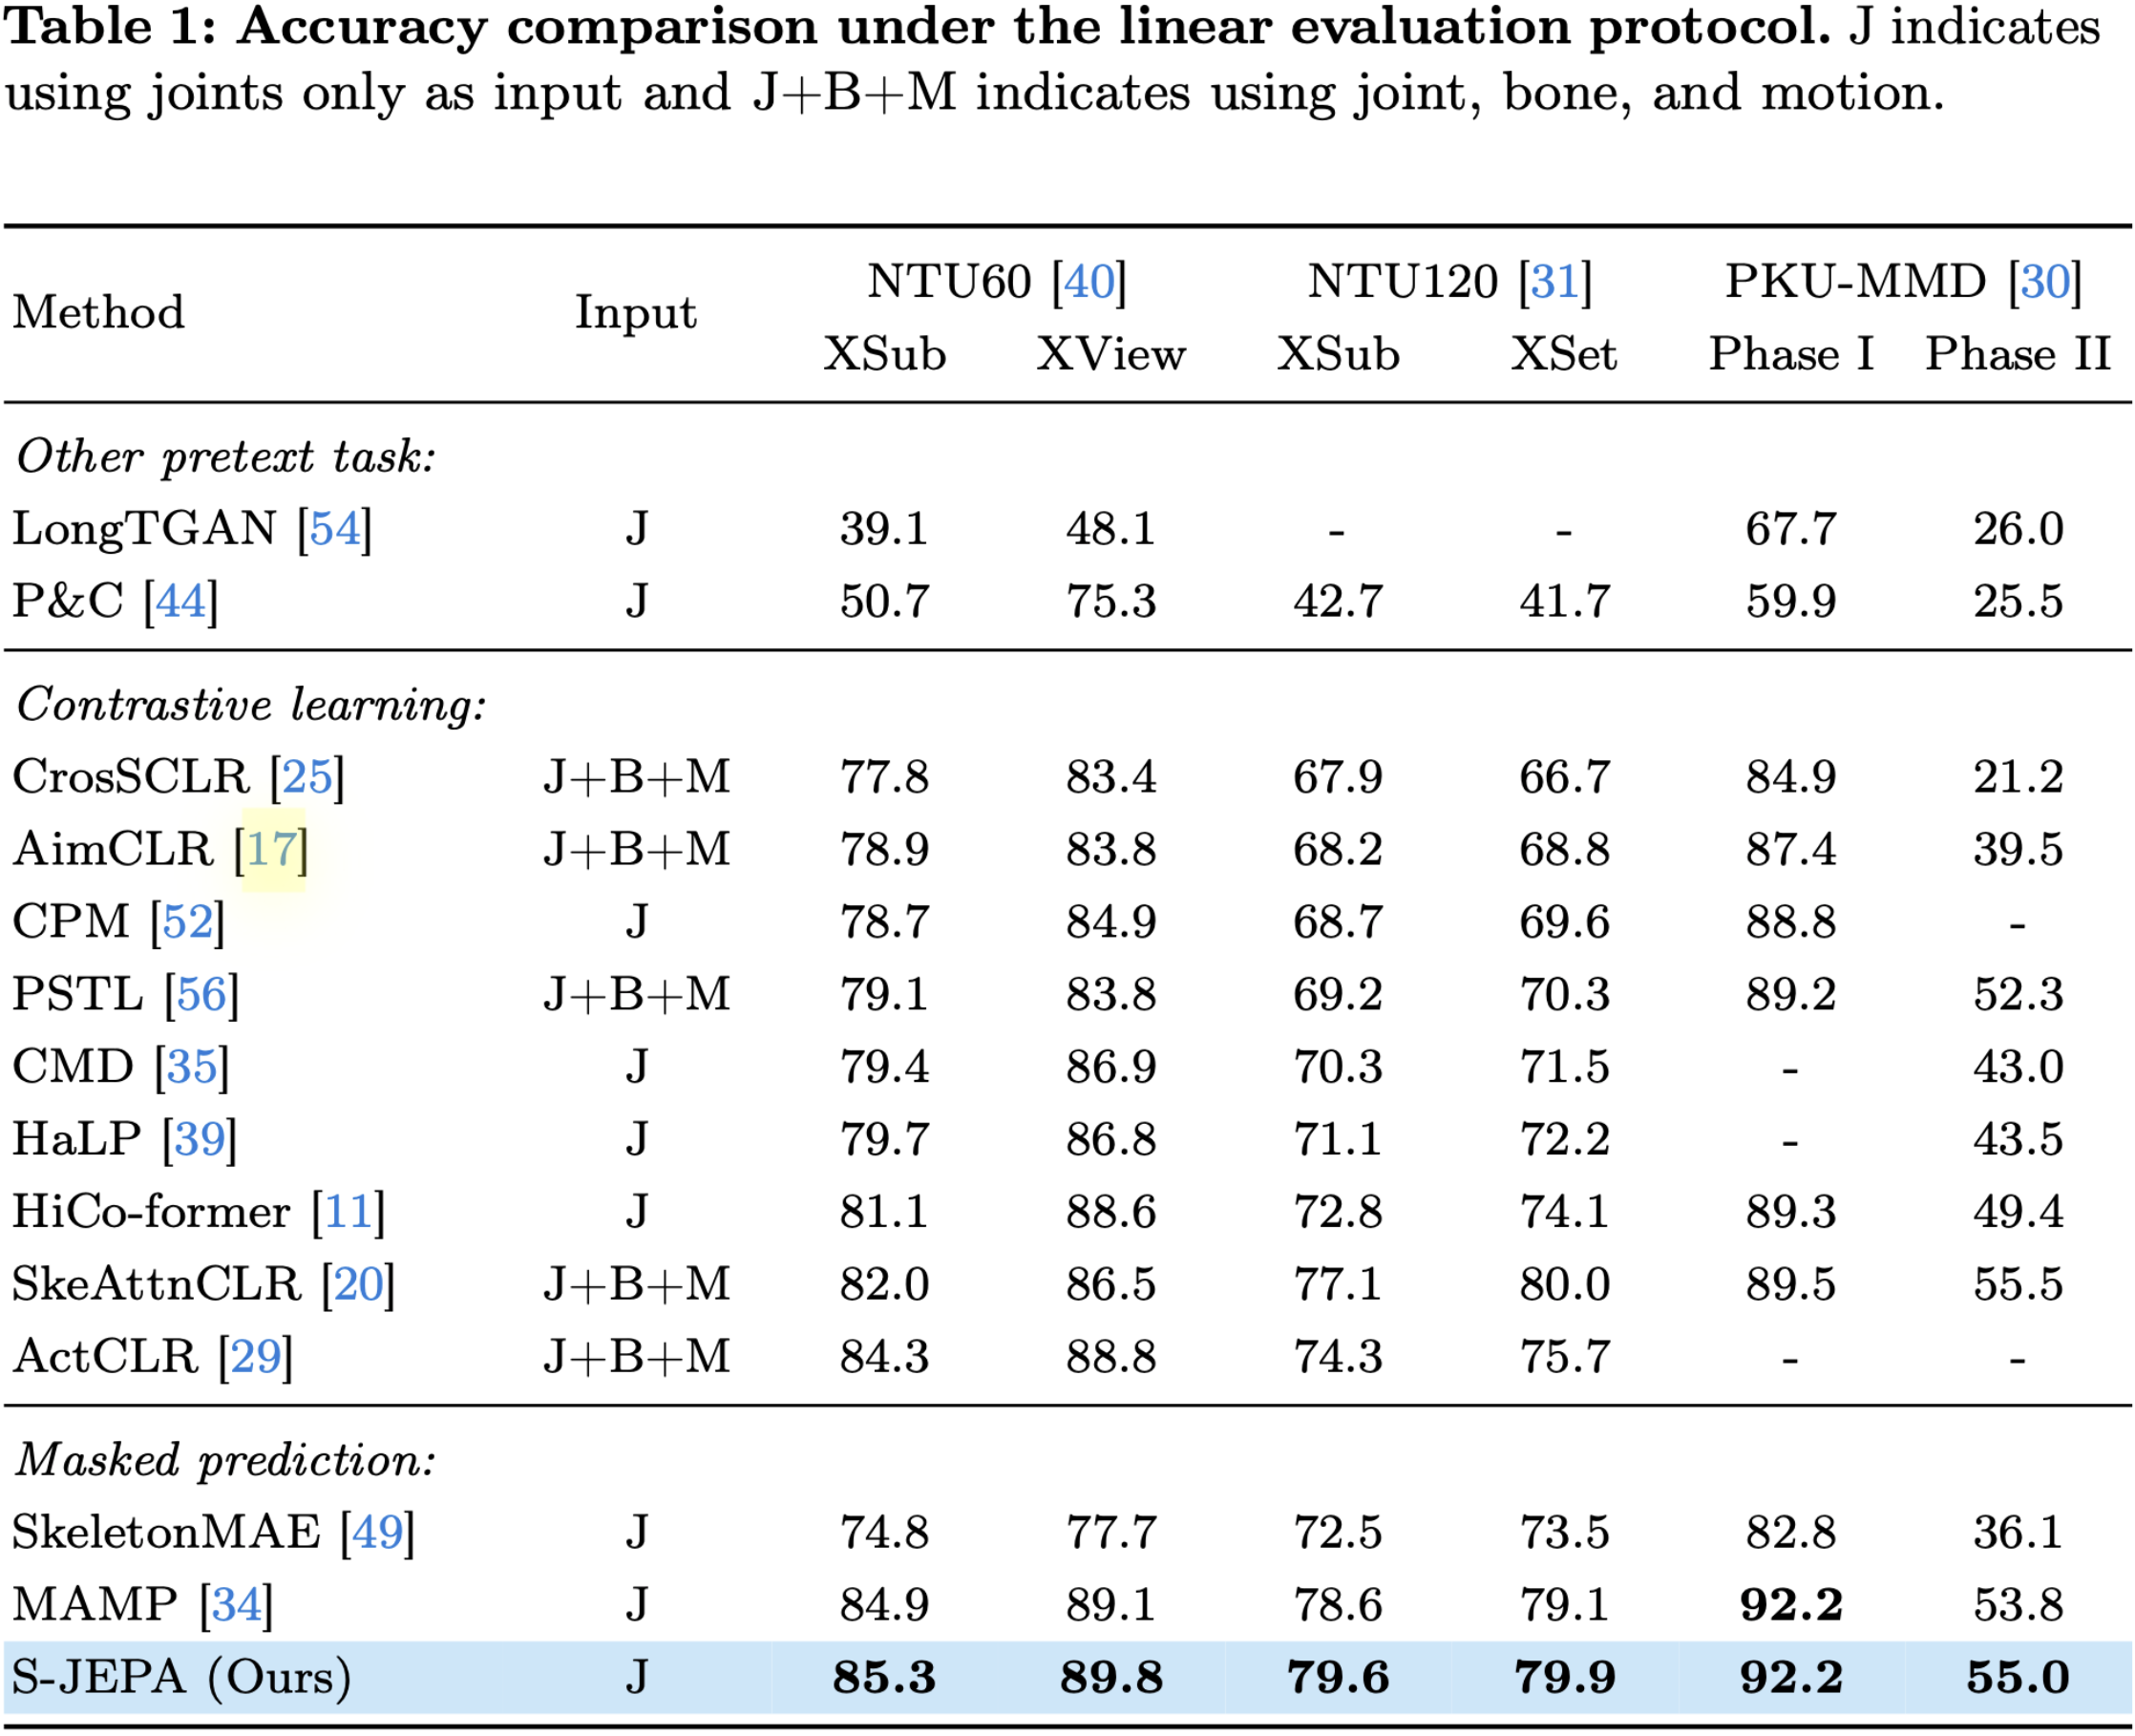 Table 1: Accuracy comparison under the linear evaluation protocol. J indicates
using joints only as input and J+B+M indicates using joint, bone, and motion.
Method Input NTU60 [40] NTU120 [31] PKU-MMD [30]
XSub XView XSub XSet Phase I Phase II
Other pretext task:
LongTGAN [54] J 39.1 48.1 - - 67.7 26.0
P&C [44] J 50.7 75.3 42.7 41.7 59.9 25.5
Contrastive learning:
CrosSCLR [25] J+B+M 77.8 83.4 67.9 66.7 84.9 21.2
AimCLR [17] J+B+M 78.9 83.8 68.2 68.8 87.4 39.5
CPM [52] J 78.7 84.9 68.7 69.6 88.8 -
PSTL [56] J+B+M 79.1 83.8 69.2 70.3 89.2 52.3
CMD [35] J 79.4 86.9 70.3 71.5 - 43.0
HaLP [39] J 79.7 86.8 71.1 72.2 - 43.5
HiCo-former [11] J 81.1 88.6 72.8 74.1 89.3 49.4
SkeAttnCLR [20] J+B+M 82.0 86.5 77.1 80.0 89.5 55.5
ActCLR [29] J+B+M 84.3 88.8 74.3 75.7 - -
Masked prediction:
SkeletonMAE [49] J 74.8 77.7 72.5 73.5 82.8 36.1
MAMP [34] J 84.9 89.1 78.6 79.1 92.2 53.8
S-JEPA (Ours) J 85.3 89.8 79.6 79.9 92.2 55.0